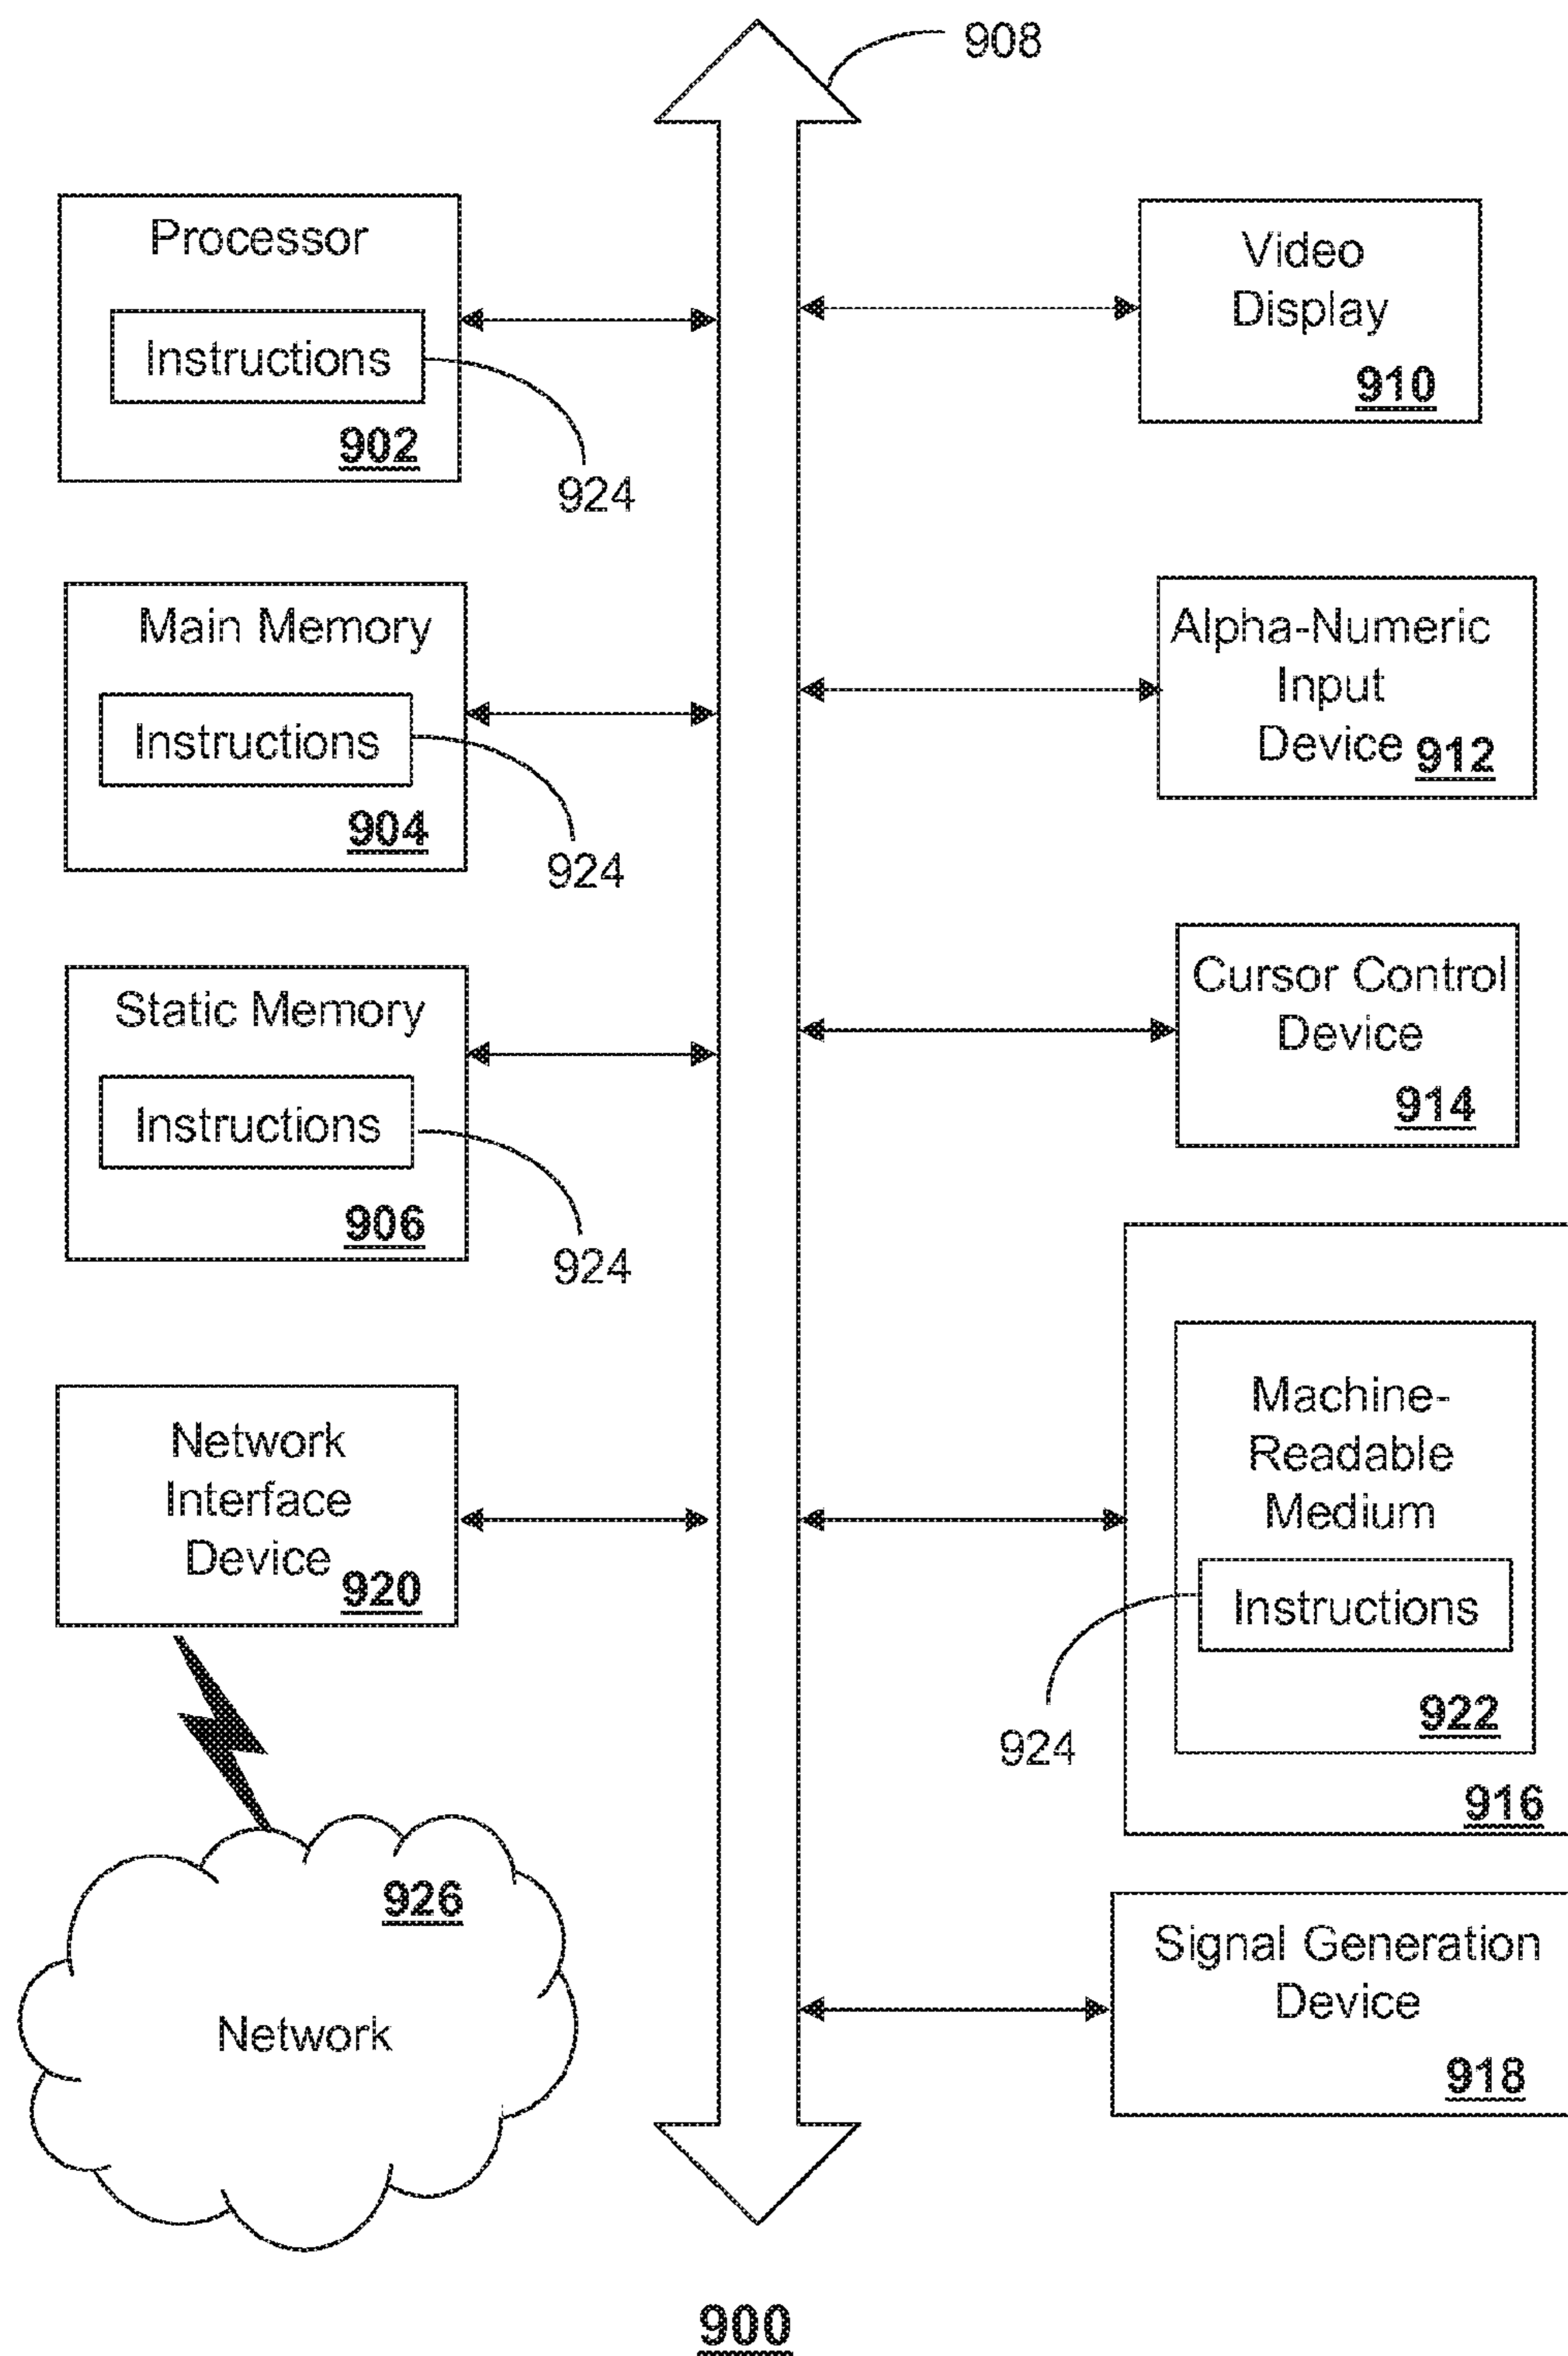 908
Processor
Instructions
902
924
Main Memory
Instructions
904
924
Static Memory
Instructions
906
924
Network
Interface
Device
920
926
Network
Video
Display
910
Alpha-Numeric
Input
Device 912
Cursor Control
Device
914
Machine-
Readable
Medium
Instructions
924
922
916
Signal Generation
Device
918
900